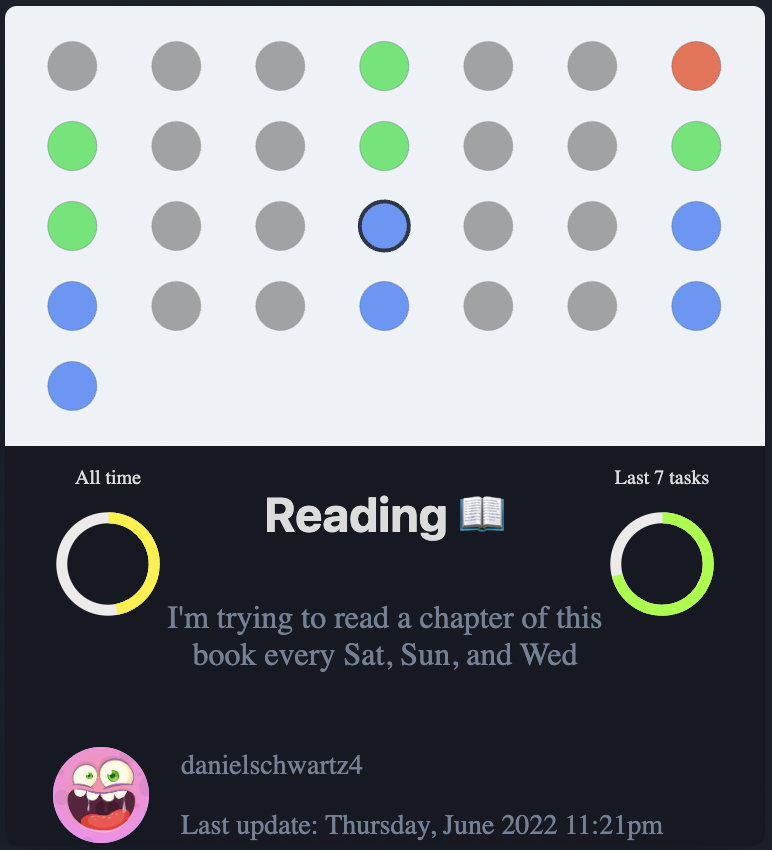 All time
Last 7 tasks
Reading 📖
I'm trying to read a chapter of this
book every Sat, Sun, and Wed
danielschwartz4
Last update: Thursday, June 2022 11:21pm